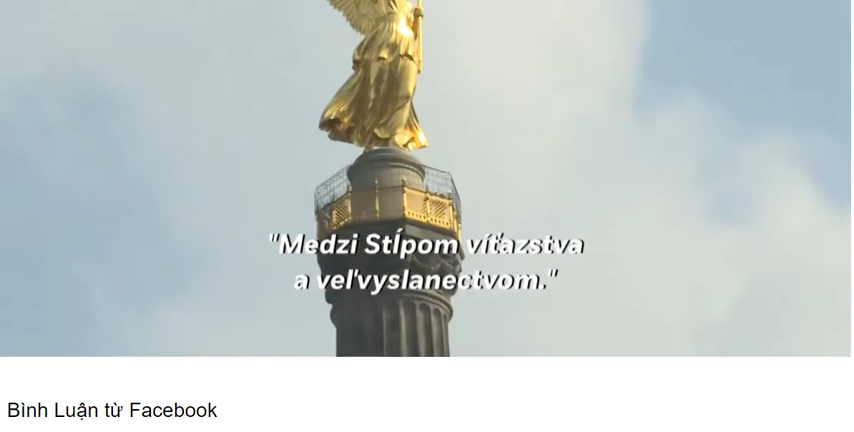 "Medzi Stĺpom víťazstva
a veľvyslanectvom."
Bình Luận từ Facebook